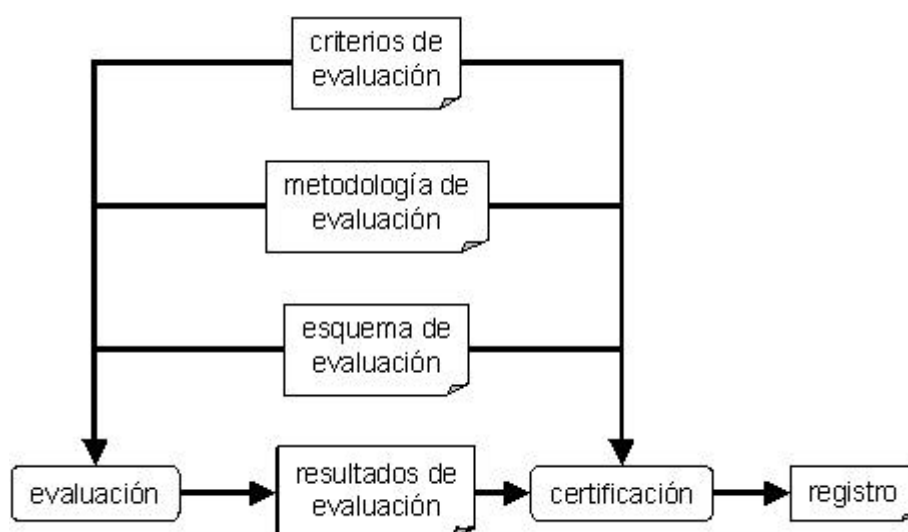 criterios de
evaluación
metodología de
evaluación
esquema de
evaluación
evaluación
resultados de
evaluación
certificación
registro